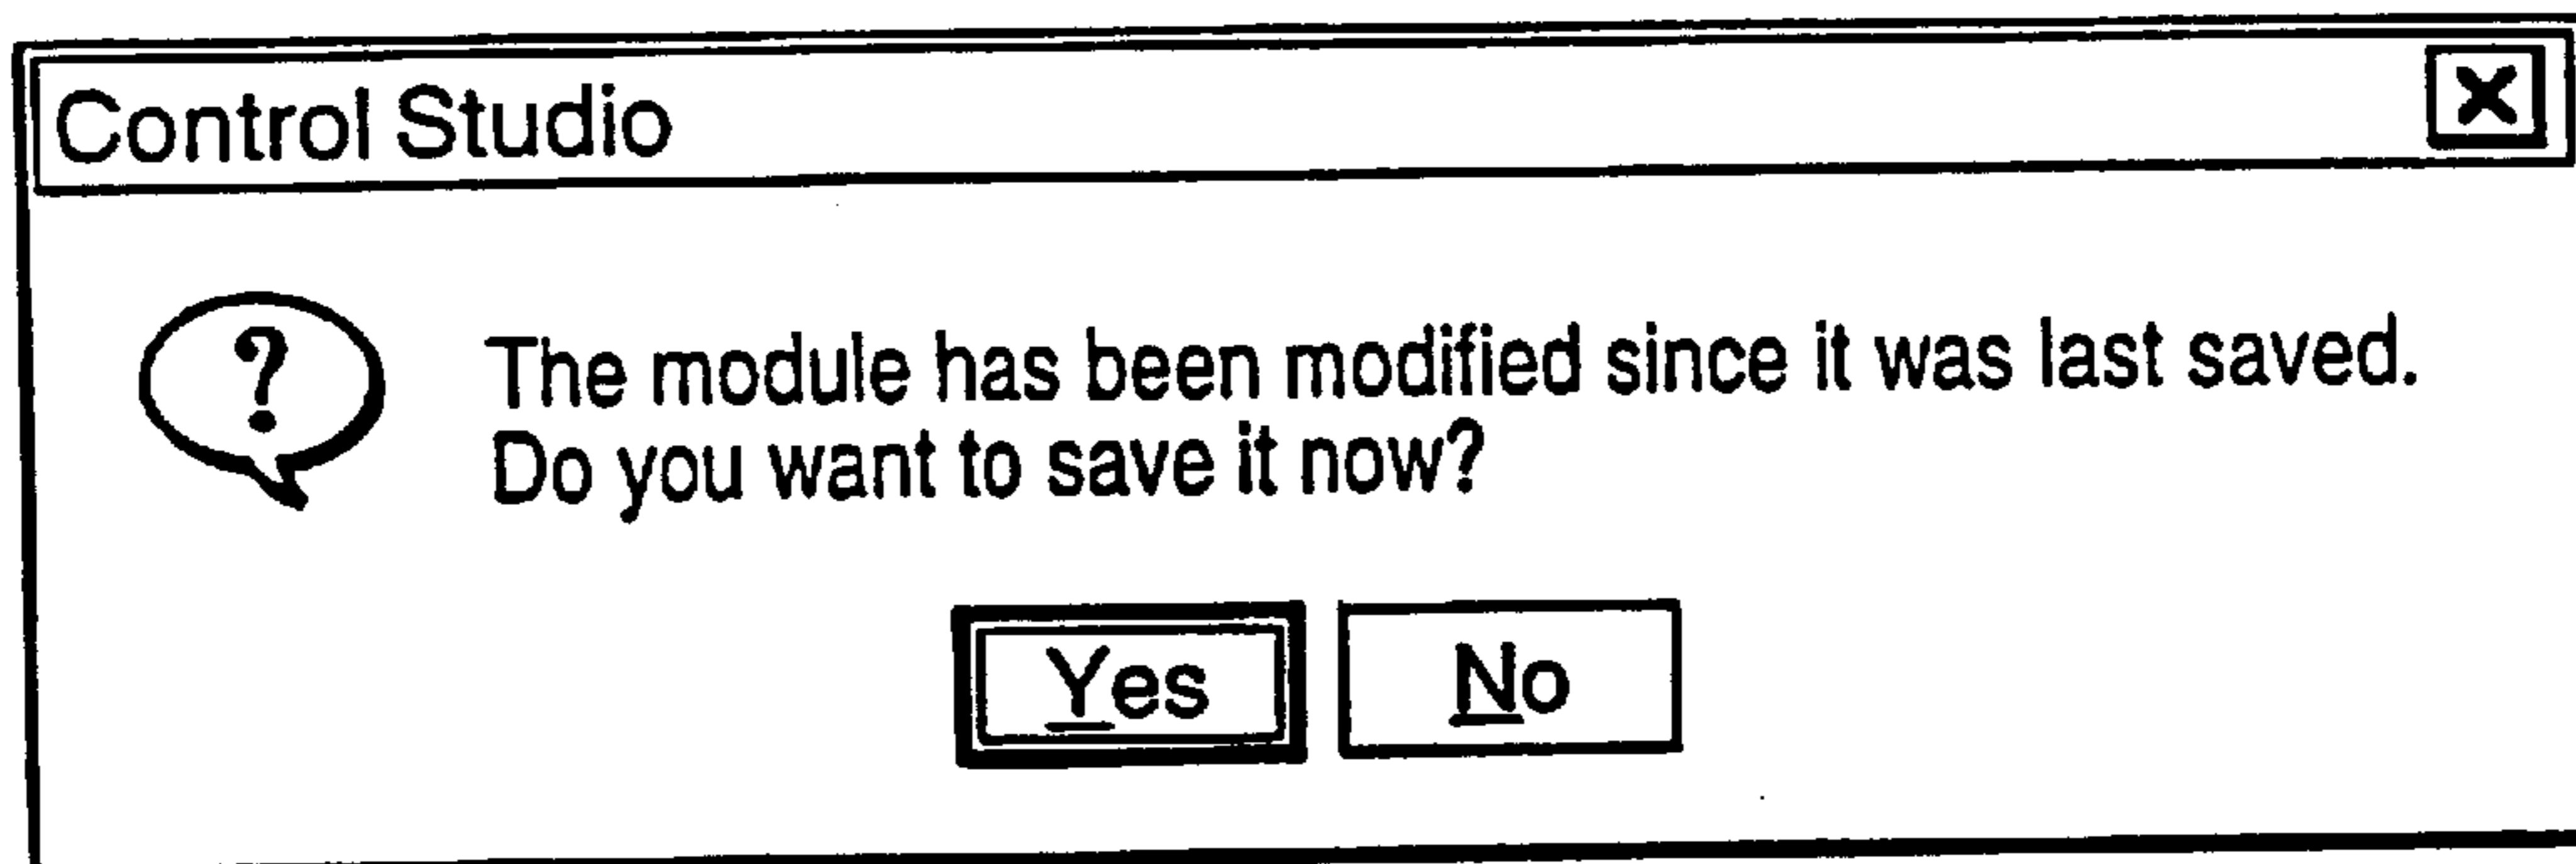 Control Studio
The module has been modified since it was last saved.
Do you want to save it now?
Yes No